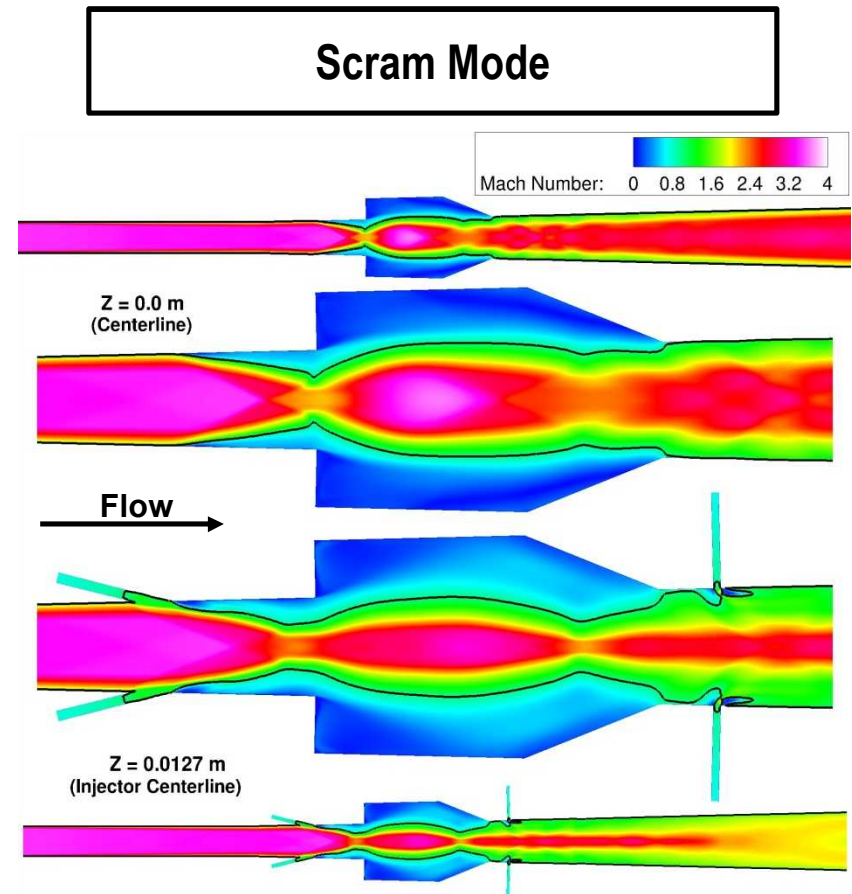 Scram Mode
Mach Number: 0 0.8 1.6 2.4 3.2 4
Z = 0.0 m
(Centerline)
Flow
Z = 0.0127 m
(Injector Centerline)